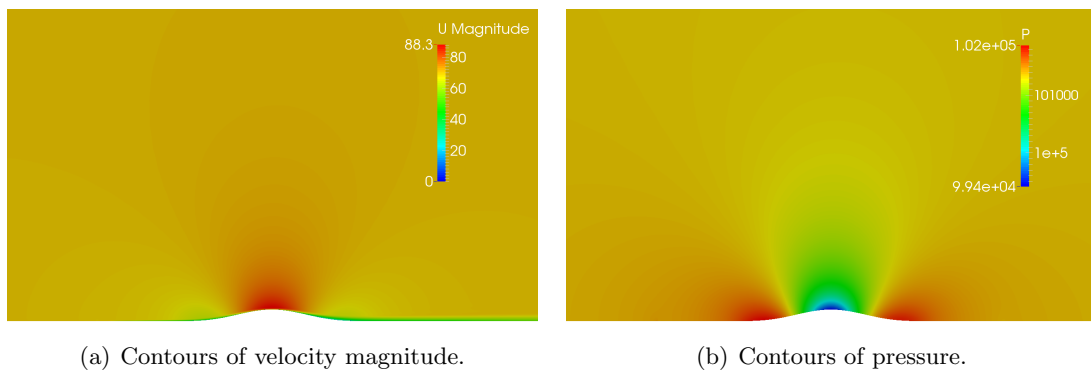 U Magnitude
88.3
80
60
40
20
0
P
1.02e+05
101000
1e+5
9.94e+04
(a) Contours of velocity magnitude.
(b) Contours of pressure.